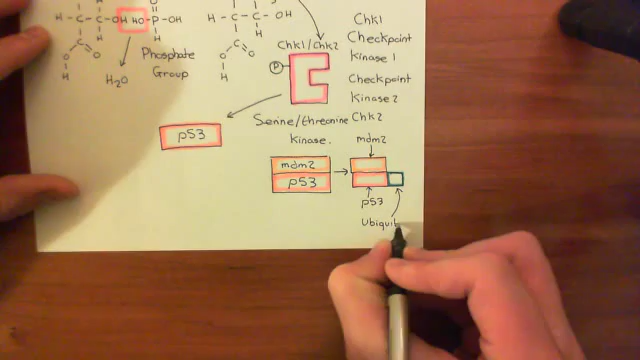 H-C-C-OH HO-P-OH
H O
C=O
O
H
H2O
Phosphate
Group
-C-C-OH
H
C=O
O
H
Chk1/Chk2
P
Chk1
Checkpoint
Kinase 1
Checkpoint
Kinase 2
Chk2
Serine/threonine
Kinase.
p53
mdm2
p53
mdm2
p53
Ubiquit